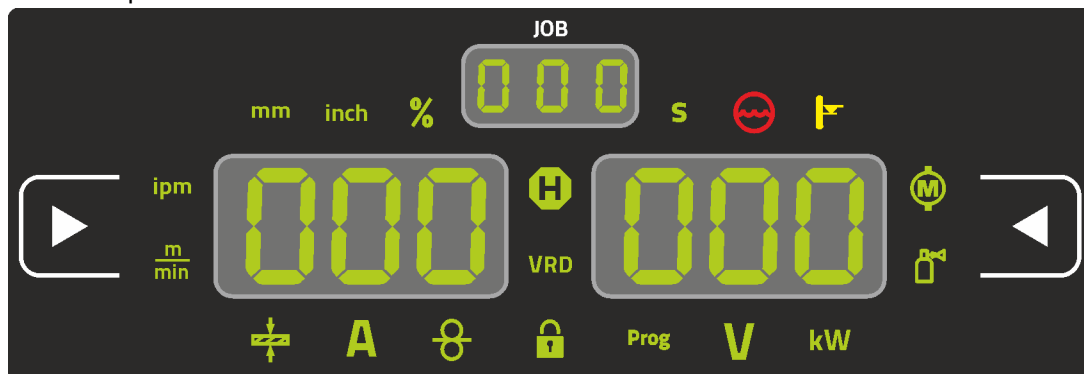 JOB
000
mm inch % S
ipm 000 H 000 M
m
min VRD
A Prog V kW